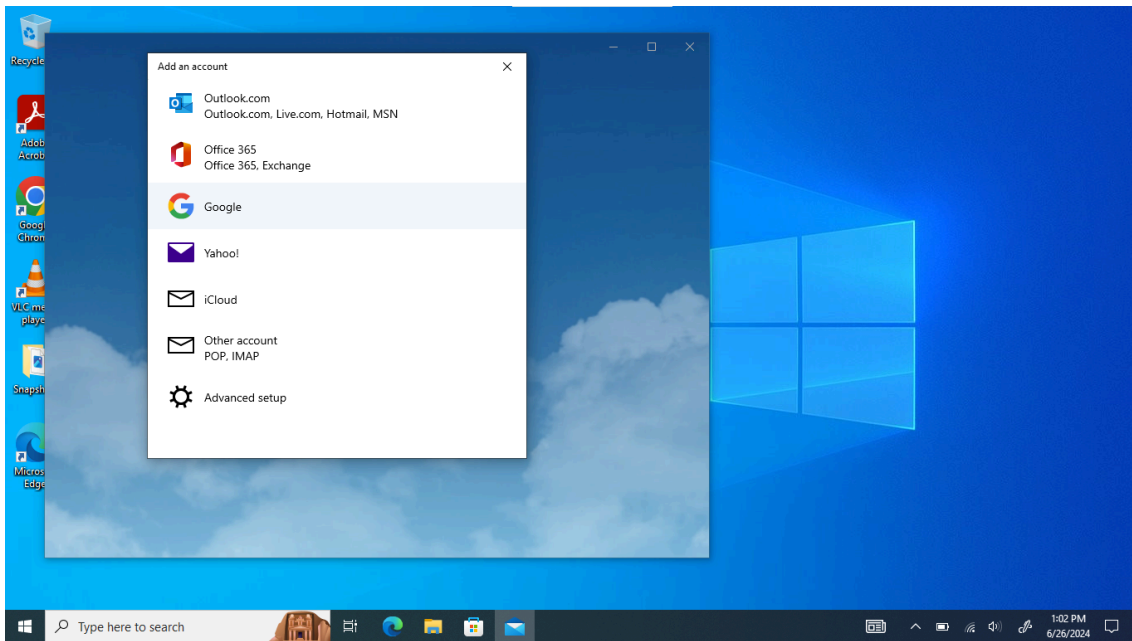 Recycle
Add an account
Outlook.com
Outlook.com, Live.com, Hotmail, MSN
Adob
Acrob
Office 365
Office 365, Exchange
Google
Googl
Chrom
Yahoo!
iCloud
VLC me
playe
Other account
POP, IMAP
Snapsh
Advanced setup
Micros
Edge
Type here to search
1:02 PM
6/26/2024